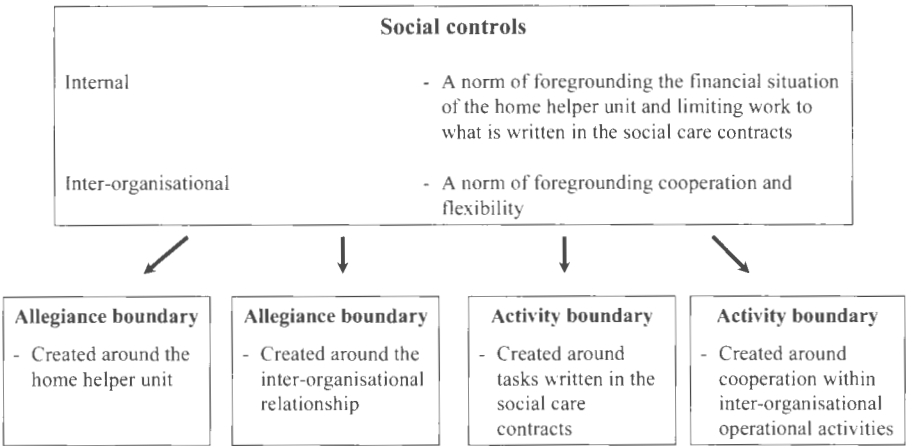 Social controls
Internal
- A norm of foregrounding the financial situation
of the home helper unit and limiting work to
what is written in the social care contracts
Inter-organisational
- A norm of foregrounding cooperation and
flexibility
Allegiance boundary
- Created around the
home helper unit
Allegiance boundary
- Created around the
inter-organisational
relationship
Activity boundary
- Created around
tasks written in the
social care
contracts
Activity boundary
- Created around
cooperation within
inter-organisational
operational activities